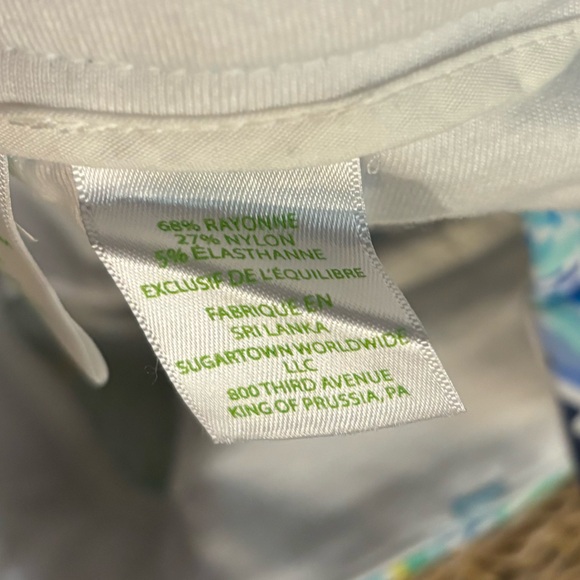 68% RAYONNE
27% NYLON
5% ÉLASTHANNE
EXCLUSIF DE L'ÉQUILIBRE
FABRIQUE EN
SRI LANKA
SUGARTOWN WORLDWIDE
LLC
800 THIRD AVENUE
KING OF PRUSSIA, PA